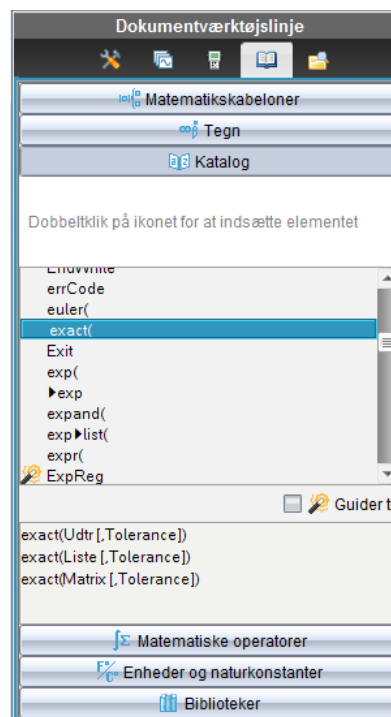 Dokumentværktøjslinje
Matematikskabeloner
Tegn
Katalog
Dobbeltklik på ikonet for at indsætte elementet
EndWhile
errCode
euler(
exact(
Exit
exp(
▶exp
expand(
exp▶list(
expr(
ExpReg
Guider t
exact(Udtr[,Tolerance])
exact(Liste[,Tolerance])
exact(Matrix[,Tolerance])
∫Σ Matematiske operatorer
Enheder og naturkonstanter
Biblioteker